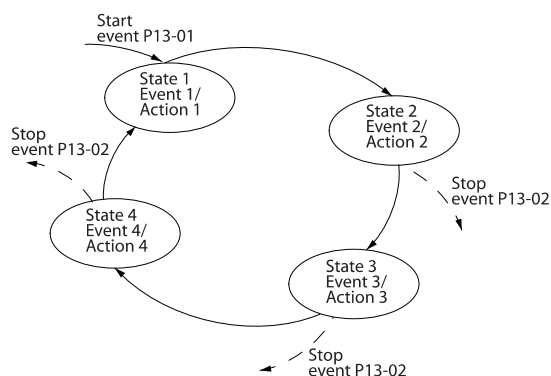 Start
event P13-01
State 1
Event 1/
Action 1
State 2
Event 2/
Action 2
Stop
event P13-02
Stop
event P13-02
State 4
Event 4/
Action 4
State 3
Event 3/
Action 3
Stop
event P13-02